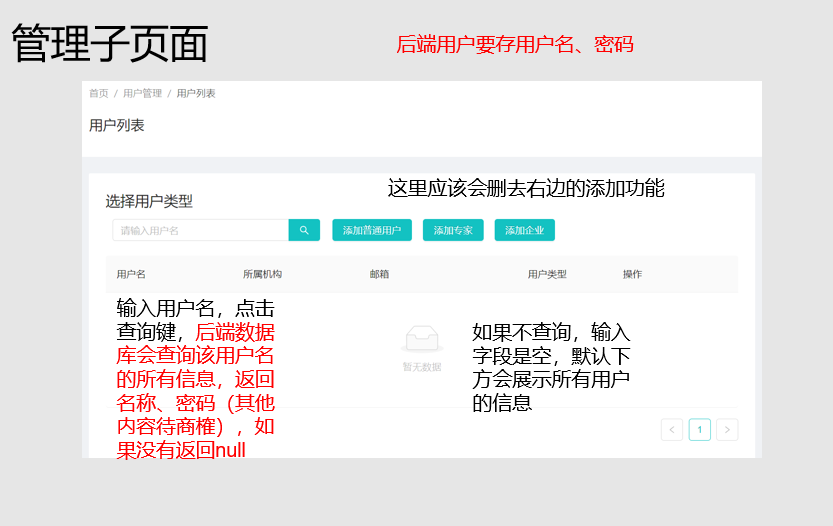 管理子页面
后端用户要存用户名、密码
首页 / 用户管理 / 用户列表
用户列表
这里应该会删去右边的添加功能
选择用户类型
请输入用户名
添加普通用户
添加专家
添加企业
用户名 所属机构 邮箱 用户类型 操作
输入用户名，点击
查询键，后端数据
库会查询该用户名
的所有信息，返回
名称、密码（其他
内容待商榷），如
果没有返回null
暂无数据
如果不查询，输入
字段是空，默认下
方会展示所有用户
的信息
< 1 >